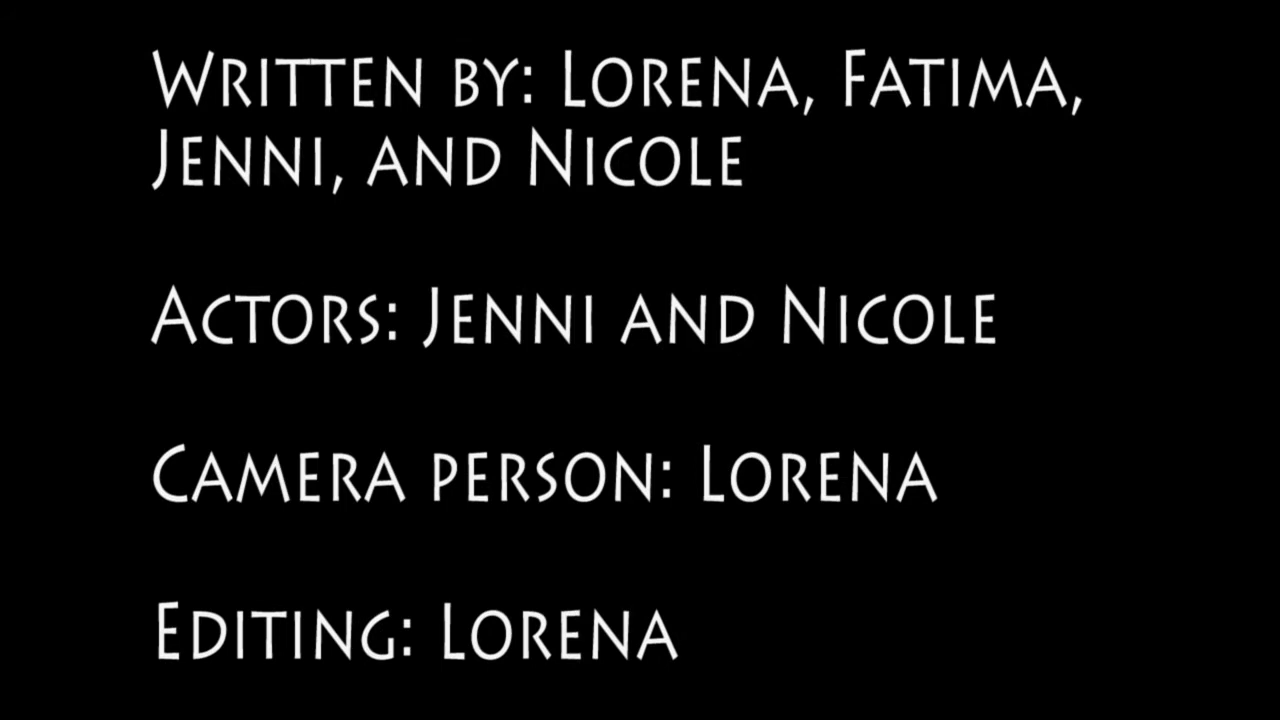 Written by: Lorena, Fatima,
Jenni, and Nicole
Actors: Jenni and Nicole
Camera person: Lorena
Editing: Lorena